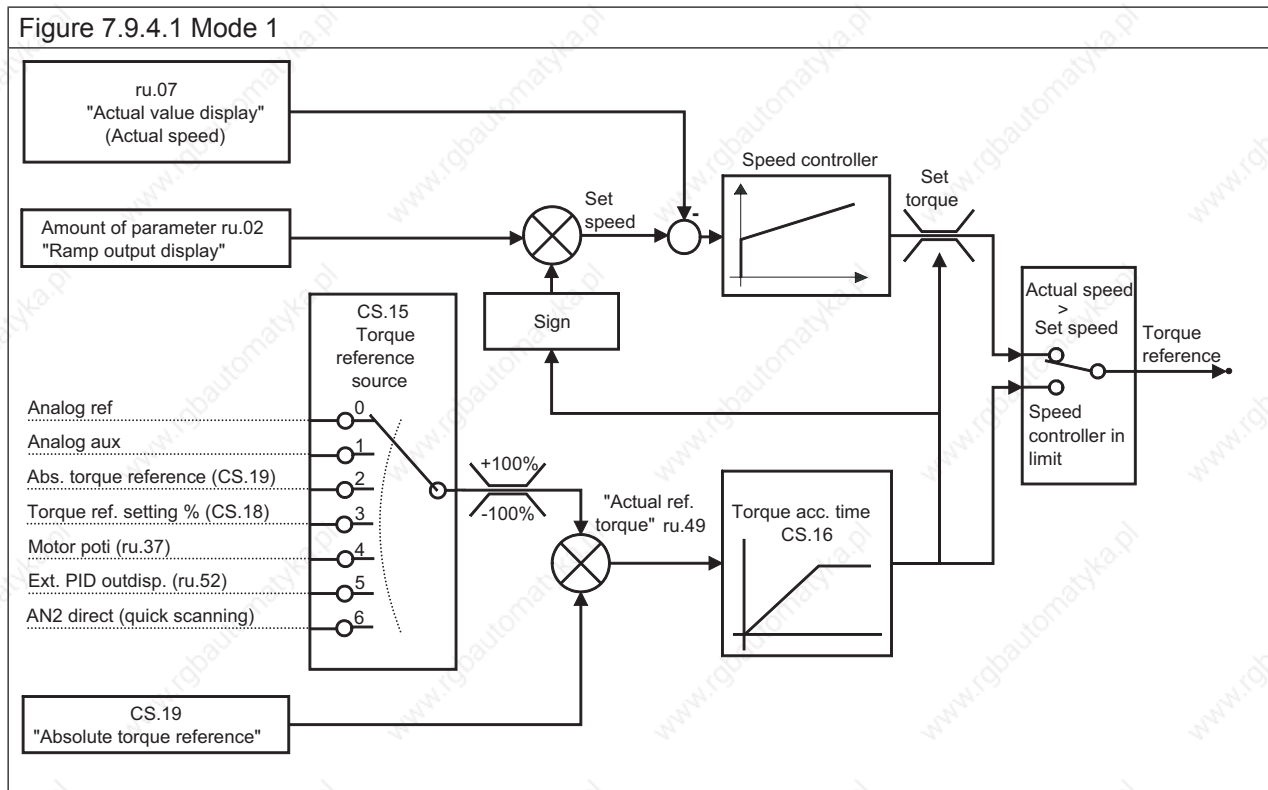 Figure 7.9.4.1 Mode 1
ru.07
"Actual value display"
(Actual speed)
Amount of parameter ru.02
"Ramp output display"
Set
speed
-
Speed controller
Set
torque
Sign
Actual speed
>
Set speed
Speed
controller in
limit
Torque
reference
CS.15
Torque
reference
source
Analog ref
0
Analog aux
1
Abs. torque reference (CS.19)
2
Torque ref. setting % (CS.18)
3
Motor poti (ru.37)
4
Ext. PID outdisp. (ru.52)
5
AN2 direct (quick scanning)
6
+100%
-100%
"Actual ref.
torque" ru.49
Torque acc. time
CS.16
CS.19
"Absolute torque reference"
www.rgbautomatyka.pl